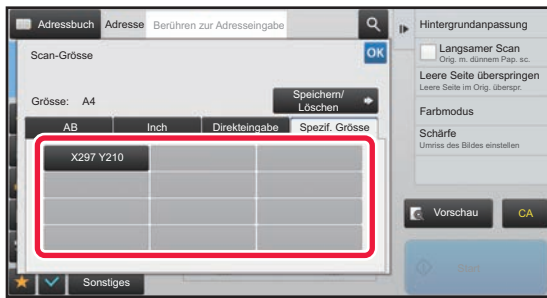 Adressbuch
Adresse
Berühren zur Adresseingabe
Scan-Grösse
OK
Grösse: A4
Speichern/
Löschen
AB
Inch
Direkteingabe
Spezif. Grösse
X297 Y210
Sonstiges
Hintergrundanpassung
Langsamer Scan
Orig. m. dünnem Pap. sc.
Leere Seite überspringen
Leere Seite im Orig. überspr.
Farbmodus
Schärfe
Umriss des Bildes einstellen
Vorschau
CA
Start